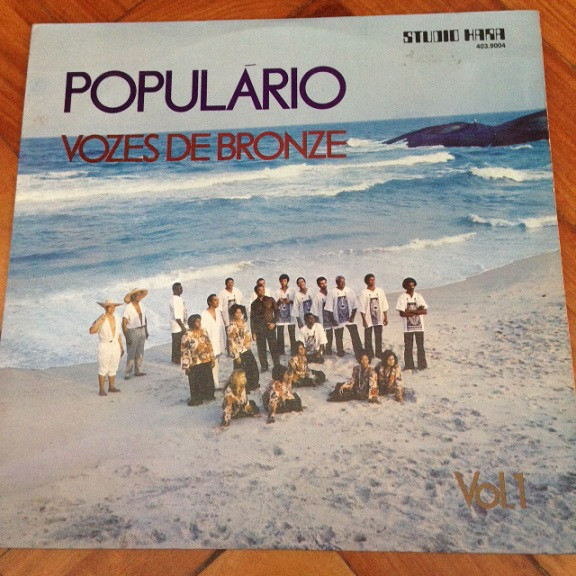 STUDIO HARA
403.9004
POPULÁRIO
VOZES DE BRONZE
Vol.1